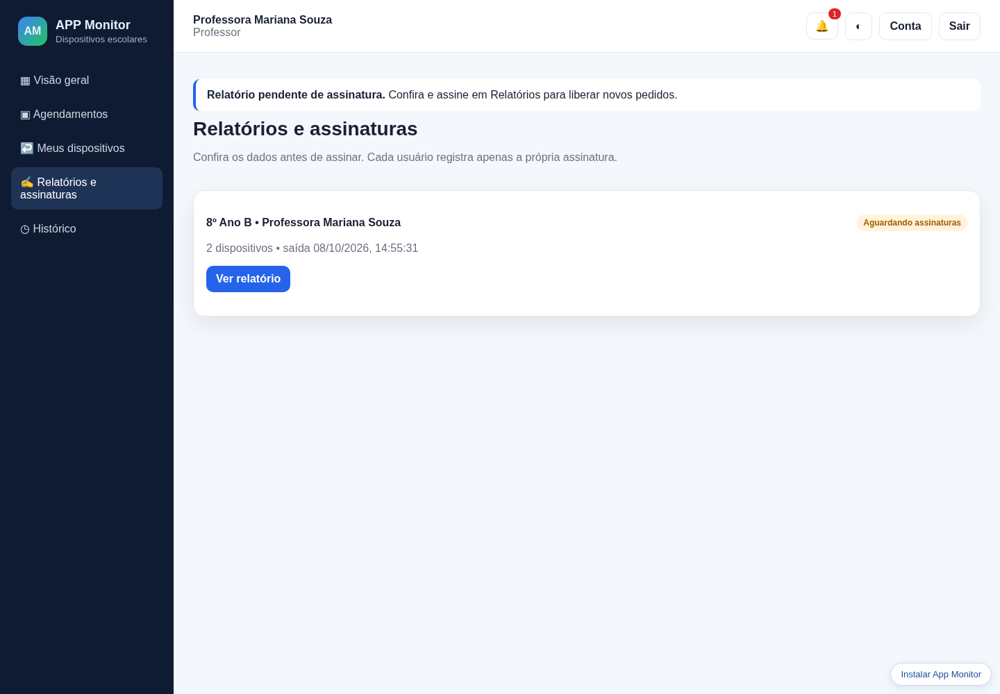 AM
APP Monitor
Dispositivos escolares
▦ Visão geral
▣ Agendamentos
↩️ Meus dispositivos
✍️ Relatórios e
assinaturas
◷ Histórico
Professora Mariana Souza
Professor
🔔 1
◐
Conta
Sair
Relatório pendente de assinatura. Confira e assine em Relatórios para liberar novos pedidos.
Relatórios e assinaturas
Confira os dados antes de assinar. Cada usuário registra apenas a própria assinatura.
8º Ano B • Professora Mariana Souza
Aguardando assinaturas
2 dispositivos • saída 08/10/2026, 14:55:31
Ver relatório
Instalar App Monitor